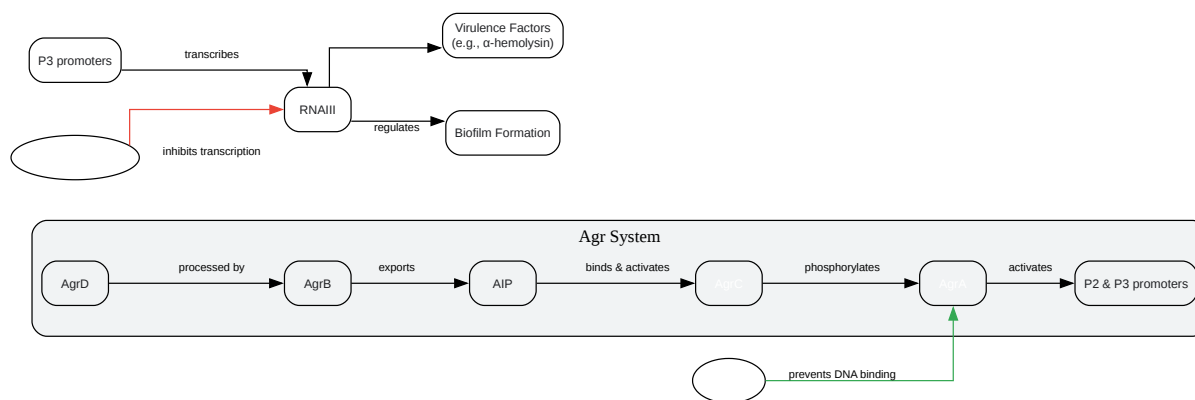 Virulence Factors
(e.g., α-hemolysin)
P3 promoters
transcribes
RNAIII
regulates
Biofilm Formation
inhibits transcription
Agr System
AgrD
processed by
AgrB
exports
AIP
binds & activates
AgrC
phosphorylates
AgrA
activates
P2 & P3 promoters
prevents DNA binding